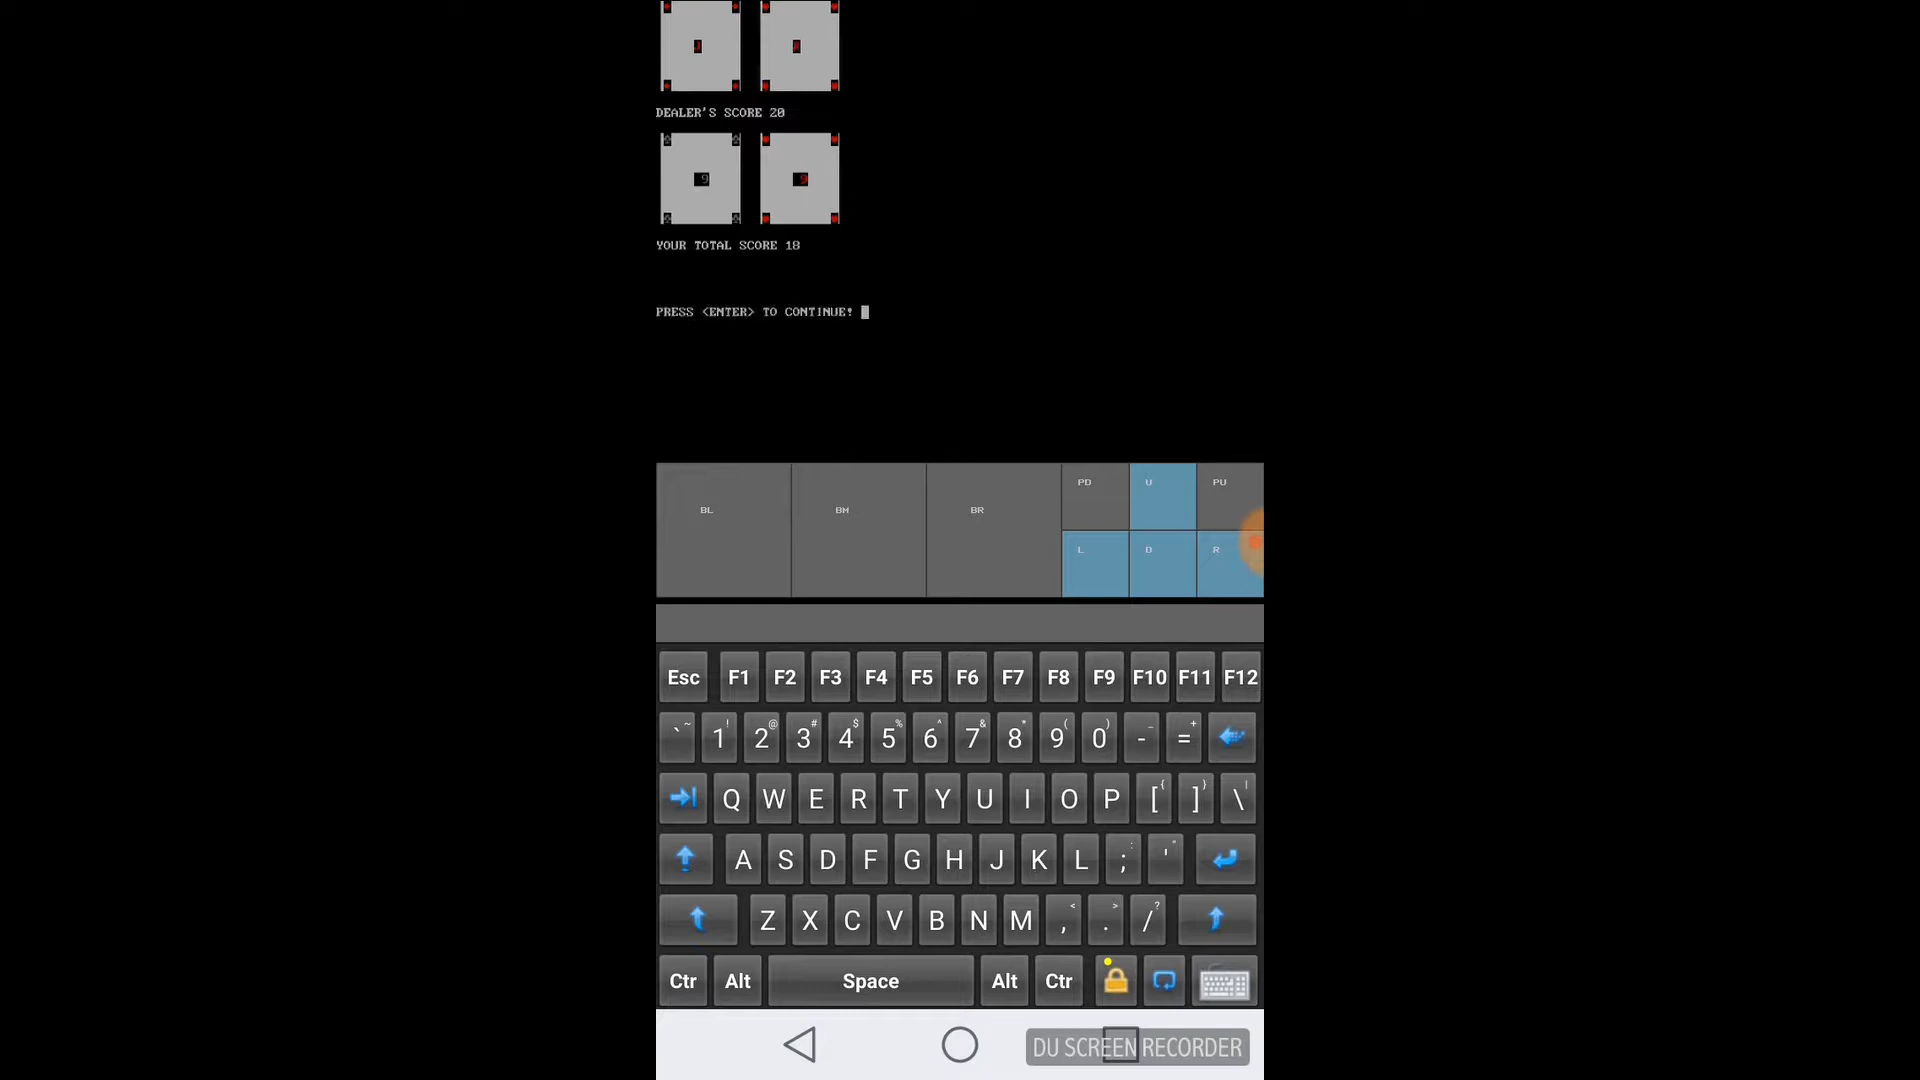 J
DEALER'S SCORE 20
9 9
YOUR TOTAL SCORE 18
PRESS <ENTER> TO CONTINUE!
PD U PU
BL BM BR
L D R
Esc F1 F2 F3 F4 F5 F6 F7 F8 F9 F10 F11 F12
` ~ 1 ! 2 @ 3 # 4 $ 5 % 6 ^ 7 & 8 * 9 ( 0 ) - _ = +
Q W E R T Y U I O P [ { ] } \ |
A S D F G H J K L ; : ' "
Z X C V B N M , < . > / ?
Ctr Alt Space Alt Ctr
DU SCREEN RECORDER